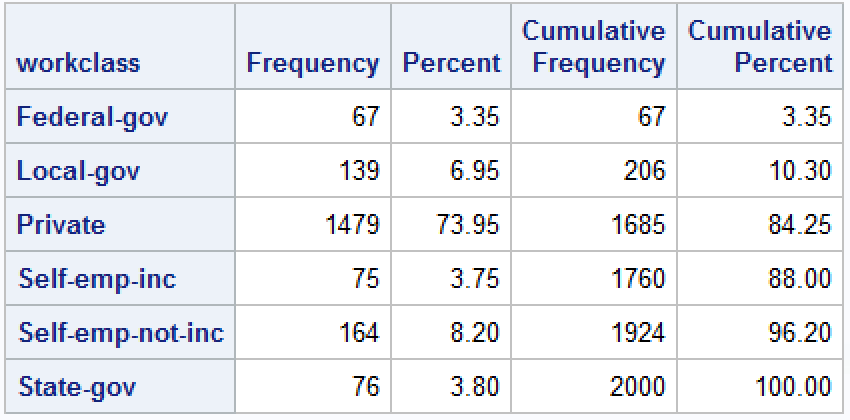 workclass Frequency Percent Cumulative Frequency Cumulative Percent
Federal-gov 67 3.35 67 3.35
Local-gov 139 6.95 206 10.30
Private 1479 73.95 1685 84.25
Self-emp-inc 75 3.75 1760 88.00
Self-emp-not-inc 164 8.20 1924 96.20
State-gov 76 3.80 2000 100.00